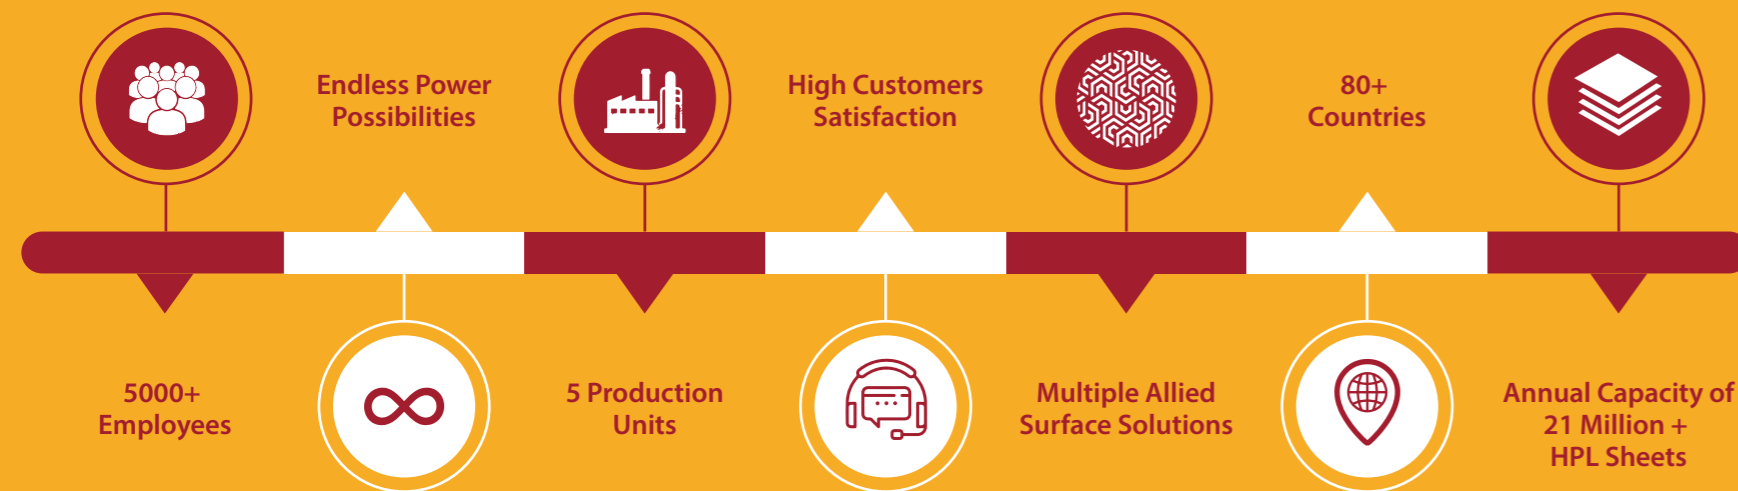 Endless Power
Possibilities
High Customers
Satisfaction
80+
Countries
5000+
Employees
5 Production
Units
Multiple Allied
Surface Solutions
Annual Capacity of
21 Million +
HPL Sheets